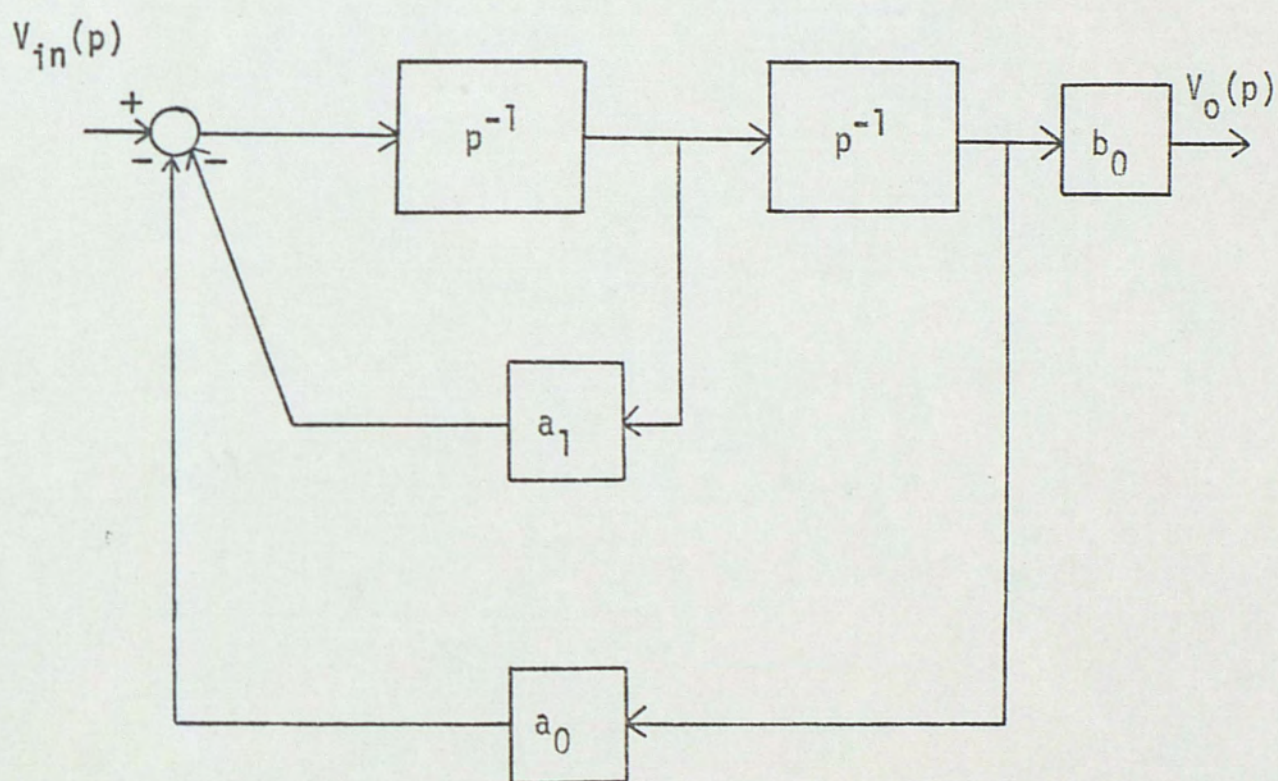 V_in(p)
+
-
-
p^-1
p^-1
b_0
V_o(p)
a_1
a_0